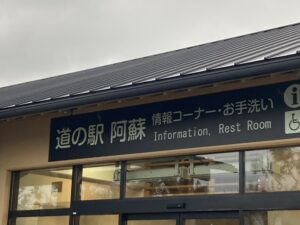 道の駅 阿蘇 情報コーナー・お手洗い
Information, Rest Room